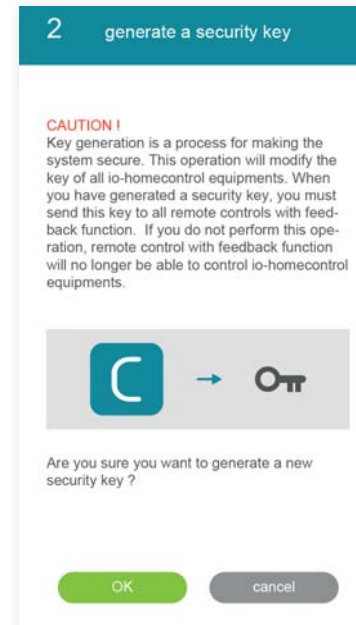 2 generate a security key
CAUTION !
Key generation is a process for making the
system secure. This operation will modify the
key of all io-homecontrol equipments. When
you have generated a security key, you must
send this key to all remote controls with feed-
back function. If you do not perform this ope-
ration, remote control with feedback function
will no longer be able to control io-homecontrol
equipments.
Are you sure you want to generate a new
security key ?
OK cancel